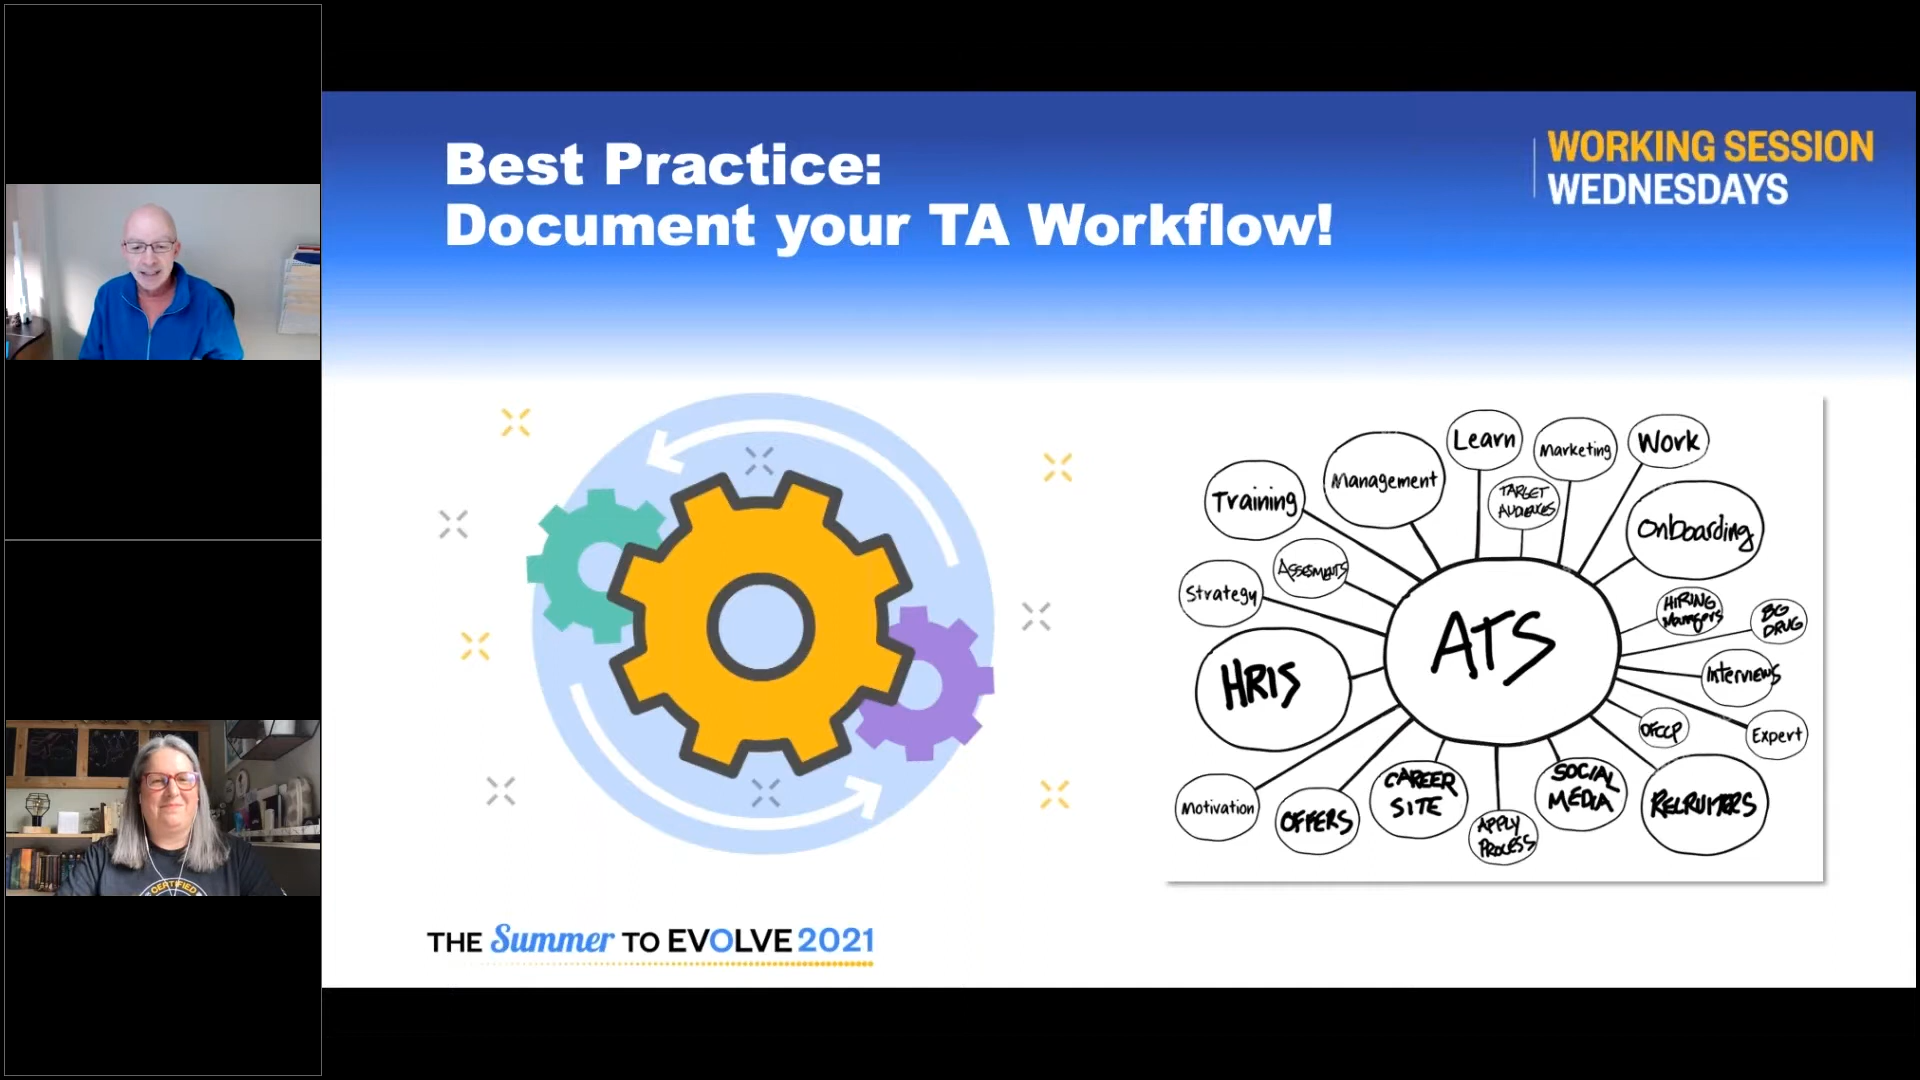 Best Practice:
Document your TA Workflow!
WORKING SESSION
WEDNESDAYS
Learn
Marketing
Work
Management
Training
TARGET
AUDIENCES
Onboarding
Assessments
Strategy
HIRING
Managers
BG
DRUG
ATS
HRIS
Interviews
OFCCP
Expert
Motivation
OFFERS
CAREER
SITE
APPLY
PROCESS
SOCIAL
MEDIA
RECRUITERS
THE Summer TO EVOLVE 2021
CERTIFIED